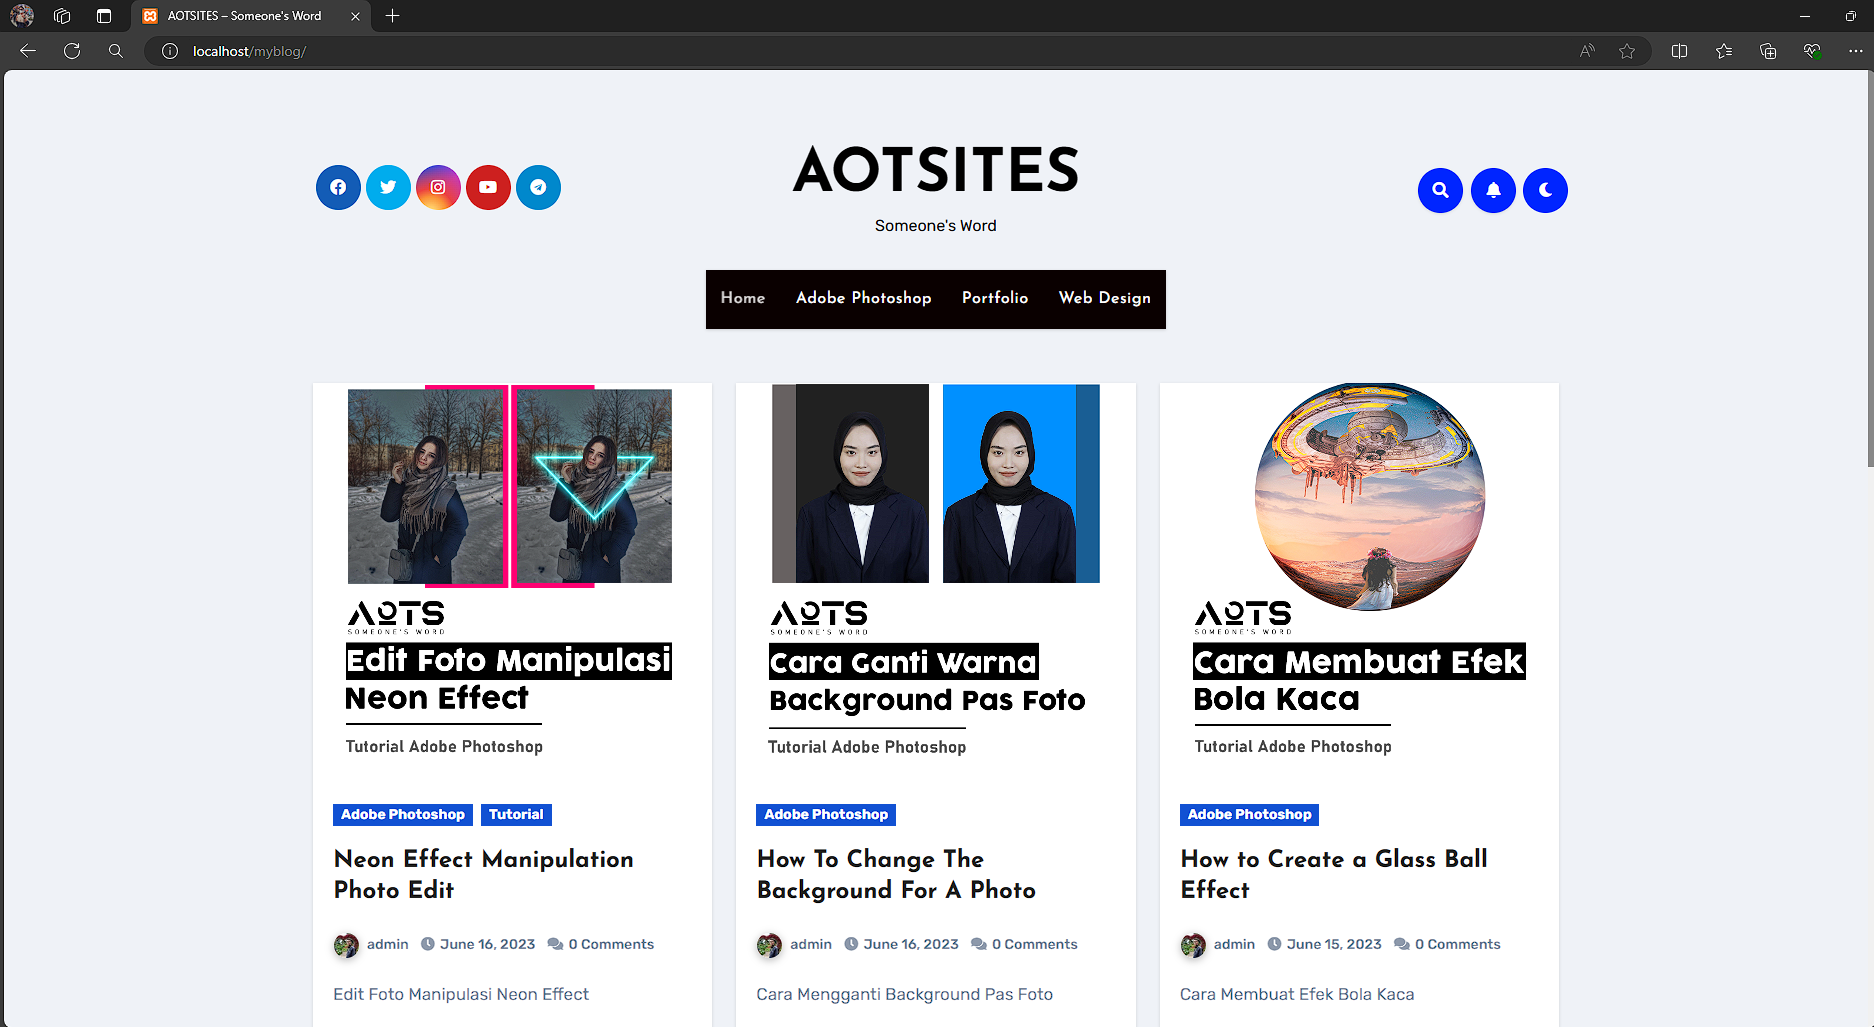 AOTSITES – Someone's Word
localhost/myblog/
AOTSITES
Someone's Word
Home Adobe Photoshop Portfolio Web Design
AOTS
SOMEONE'S WORD
Edit Foto Manipulasi
Neon Effect
Tutorial Adobe Photoshop
Adobe Photoshop Tutorial
Neon Effect Manipulation
Photo Edit
admin June 16, 2023 0 Comments
Edit Foto Manipulasi Neon Effect
AOTS
SOMEONE'S WORD
Cara Ganti Warna
Background Pas Foto
Tutorial Adobe Photoshop
Adobe Photoshop
How To Change The
Background For A Photo
admin June 16, 2023 0 Comments
Cara Mengganti Background Pas Foto
AOTS
SOMEONE'S WORD
Cara Membuat Efek
Bola Kaca
Tutorial Adobe Photoshop
Adobe Photoshop
How to Create a Glass Ball
Effect
admin June 15, 2023 0 Comments
Cara Membuat Efek Bola Kaca